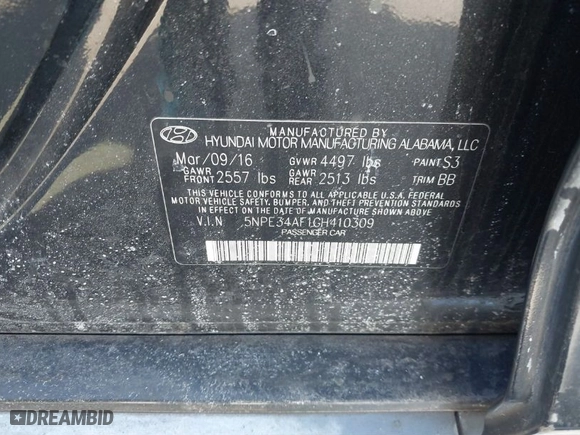 MANUFACTURED BY
HYUNDAI MOTOR MANUFACTURING ALABAMA, LLC
Mar/09/16 GVWR 4497 lbs PAINT S3
GAWR FRONT 2557 lbs GAWR REAR 2513 lbs TRIM BB
THIS VEHICLE CONFORMS TO ALL APPLICABLE U.S.A. FEDERAL
MOTOR VEHICLE SAFETY, BUMPER, AND THEFT PREVENTION STANDARDS
IN EFFECT ON THE DATE OF MANUFACTURE SHOWN ABOVE.
V.I.N 5NPE34AF1GH410309
PASSENGER CAR
DREAMBID